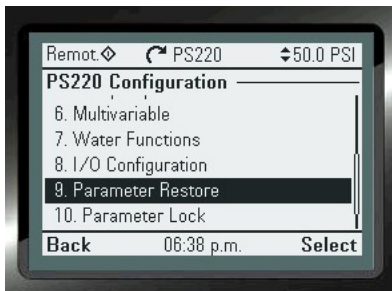 Remot. PS220 50.0 PSI
PS220 Configuration
6. Multivariable
7. Water Functions
8. I/O Configuration
9. Parameter Restore
10. Parameter Lock
Back 06:38 p.m. Select